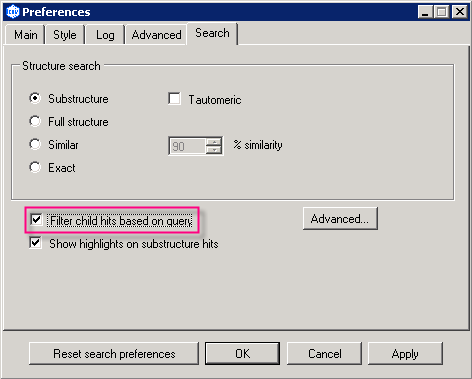 Preferences
Main Style Log Advanced Search
Structure search
Substructure Tautomeric
Full structure
Similar 90 % similarity
Exact
Filter child hits based on query Advanced...
Show highlights on substructure hits
Reset search preferences OK Cancel Apply